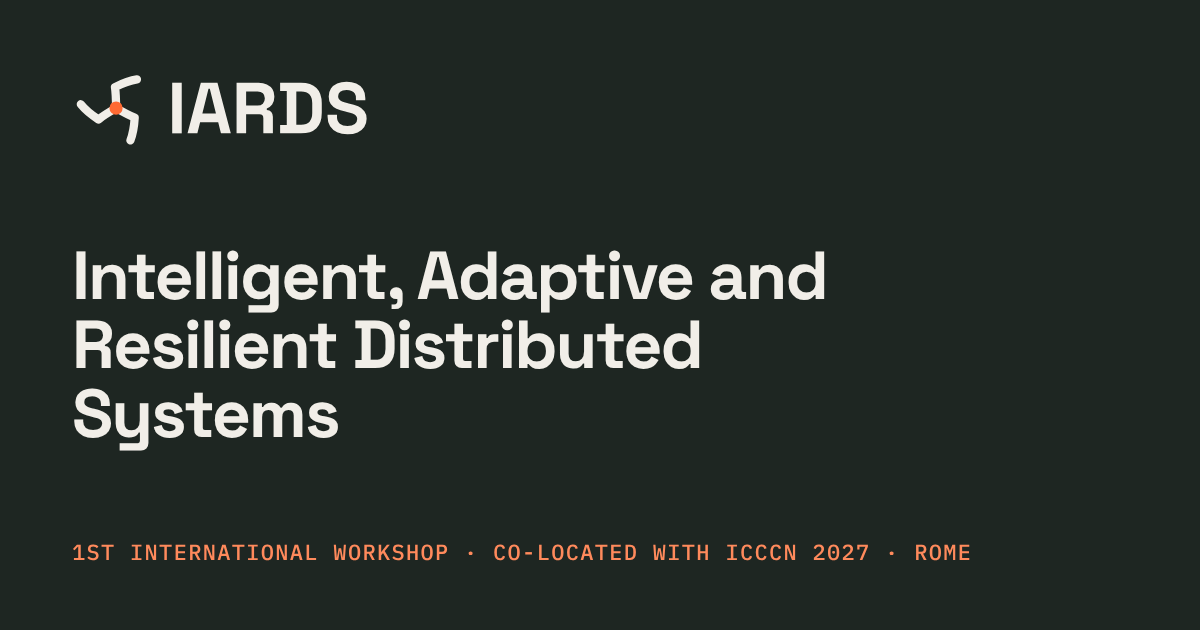 IARDS
Intelligent, Adaptive and
Resilient Distributed
Systems
1ST INTERNATIONAL WORKSHOP · CO-LOCATED WITH ICCCN 2027 · ROME